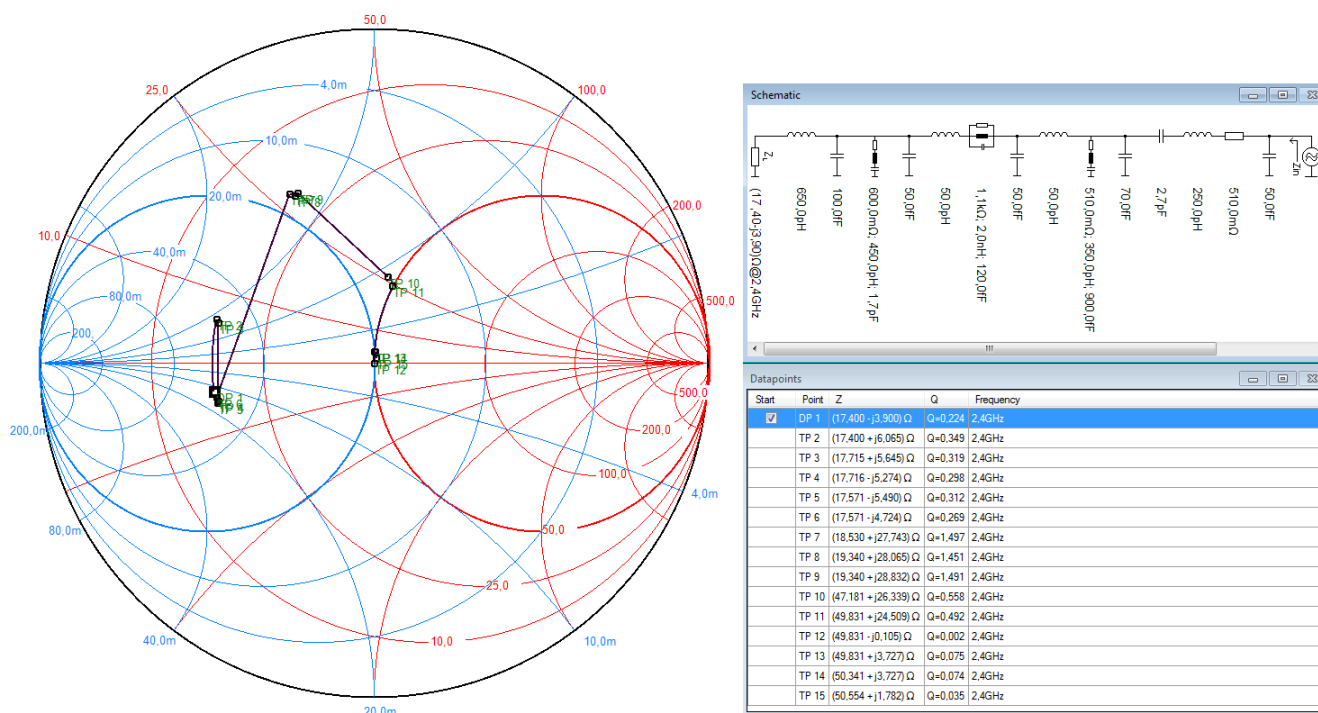 50,0
25,0
4,0m
100,0
10,0m
20,0m
200,0
10,0
40,0m
TP 10
TP 11
80,0m
500,0
200,
TP 12
DP 1
500,0
200,0m
200,0
100,0
4,0m
80,0m
50,0
25,0
40,0m
10,0
10,0m
20,0m
Schematic
ZL
Zin
(17,40-j3,90)Ω@2,4GHz
650,0pH
100,0fF
600,0mΩ; 450,0pH; 1,7pF
50,0fF
50,0pH
1,1kΩ; 2,0nH; 120,0fF
50,0fF
50,0pH
510,0mΩ; 350,0pH; 900,0fF
70,0fF
2,7pF
250,0pH
510,0mΩ
50,0fF
Datapoints
Start Point Z Q Frequency
DP 1 (17,400 - j3,900) Ω Q=0,224 2,4GHz
TP 2 (17,400 + j6,065) Ω Q=0,349 2,4GHz
TP 3 (17,715 + j5,645) Ω Q=0,319 2,4GHz
TP 4 (17,716 - j5,274) Ω Q=0,298 2,4GHz
TP 5 (17,571 - j5,490) Ω Q=0,312 2,4GHz
TP 6 (17,571 - j4,724) Ω Q=0,269 2,4GHz
TP 7 (18,530 + j27,743) Ω Q=1,497 2,4GHz
TP 8 (19,340 + j28,065) Ω Q=1,451 2,4GHz
TP 9 (19,340 + j28,832) Ω Q=1,491 2,4GHz
TP 10 (47,181 + j26,339) Ω Q=0,558 2,4GHz
TP 11 (49,831 + j24,509) Ω Q=0,492 2,4GHz
TP 12 (49,831 - j0,105) Ω Q=0,002 2,4GHz
TP 13 (49,831 + j3,727) Ω Q=0,075 2,4GHz
TP 14 (50,341 + j3,727) Ω Q=0,074 2,4GHz
TP 15 (50,554 + j1,782) Ω Q=0,035 2,4GHz